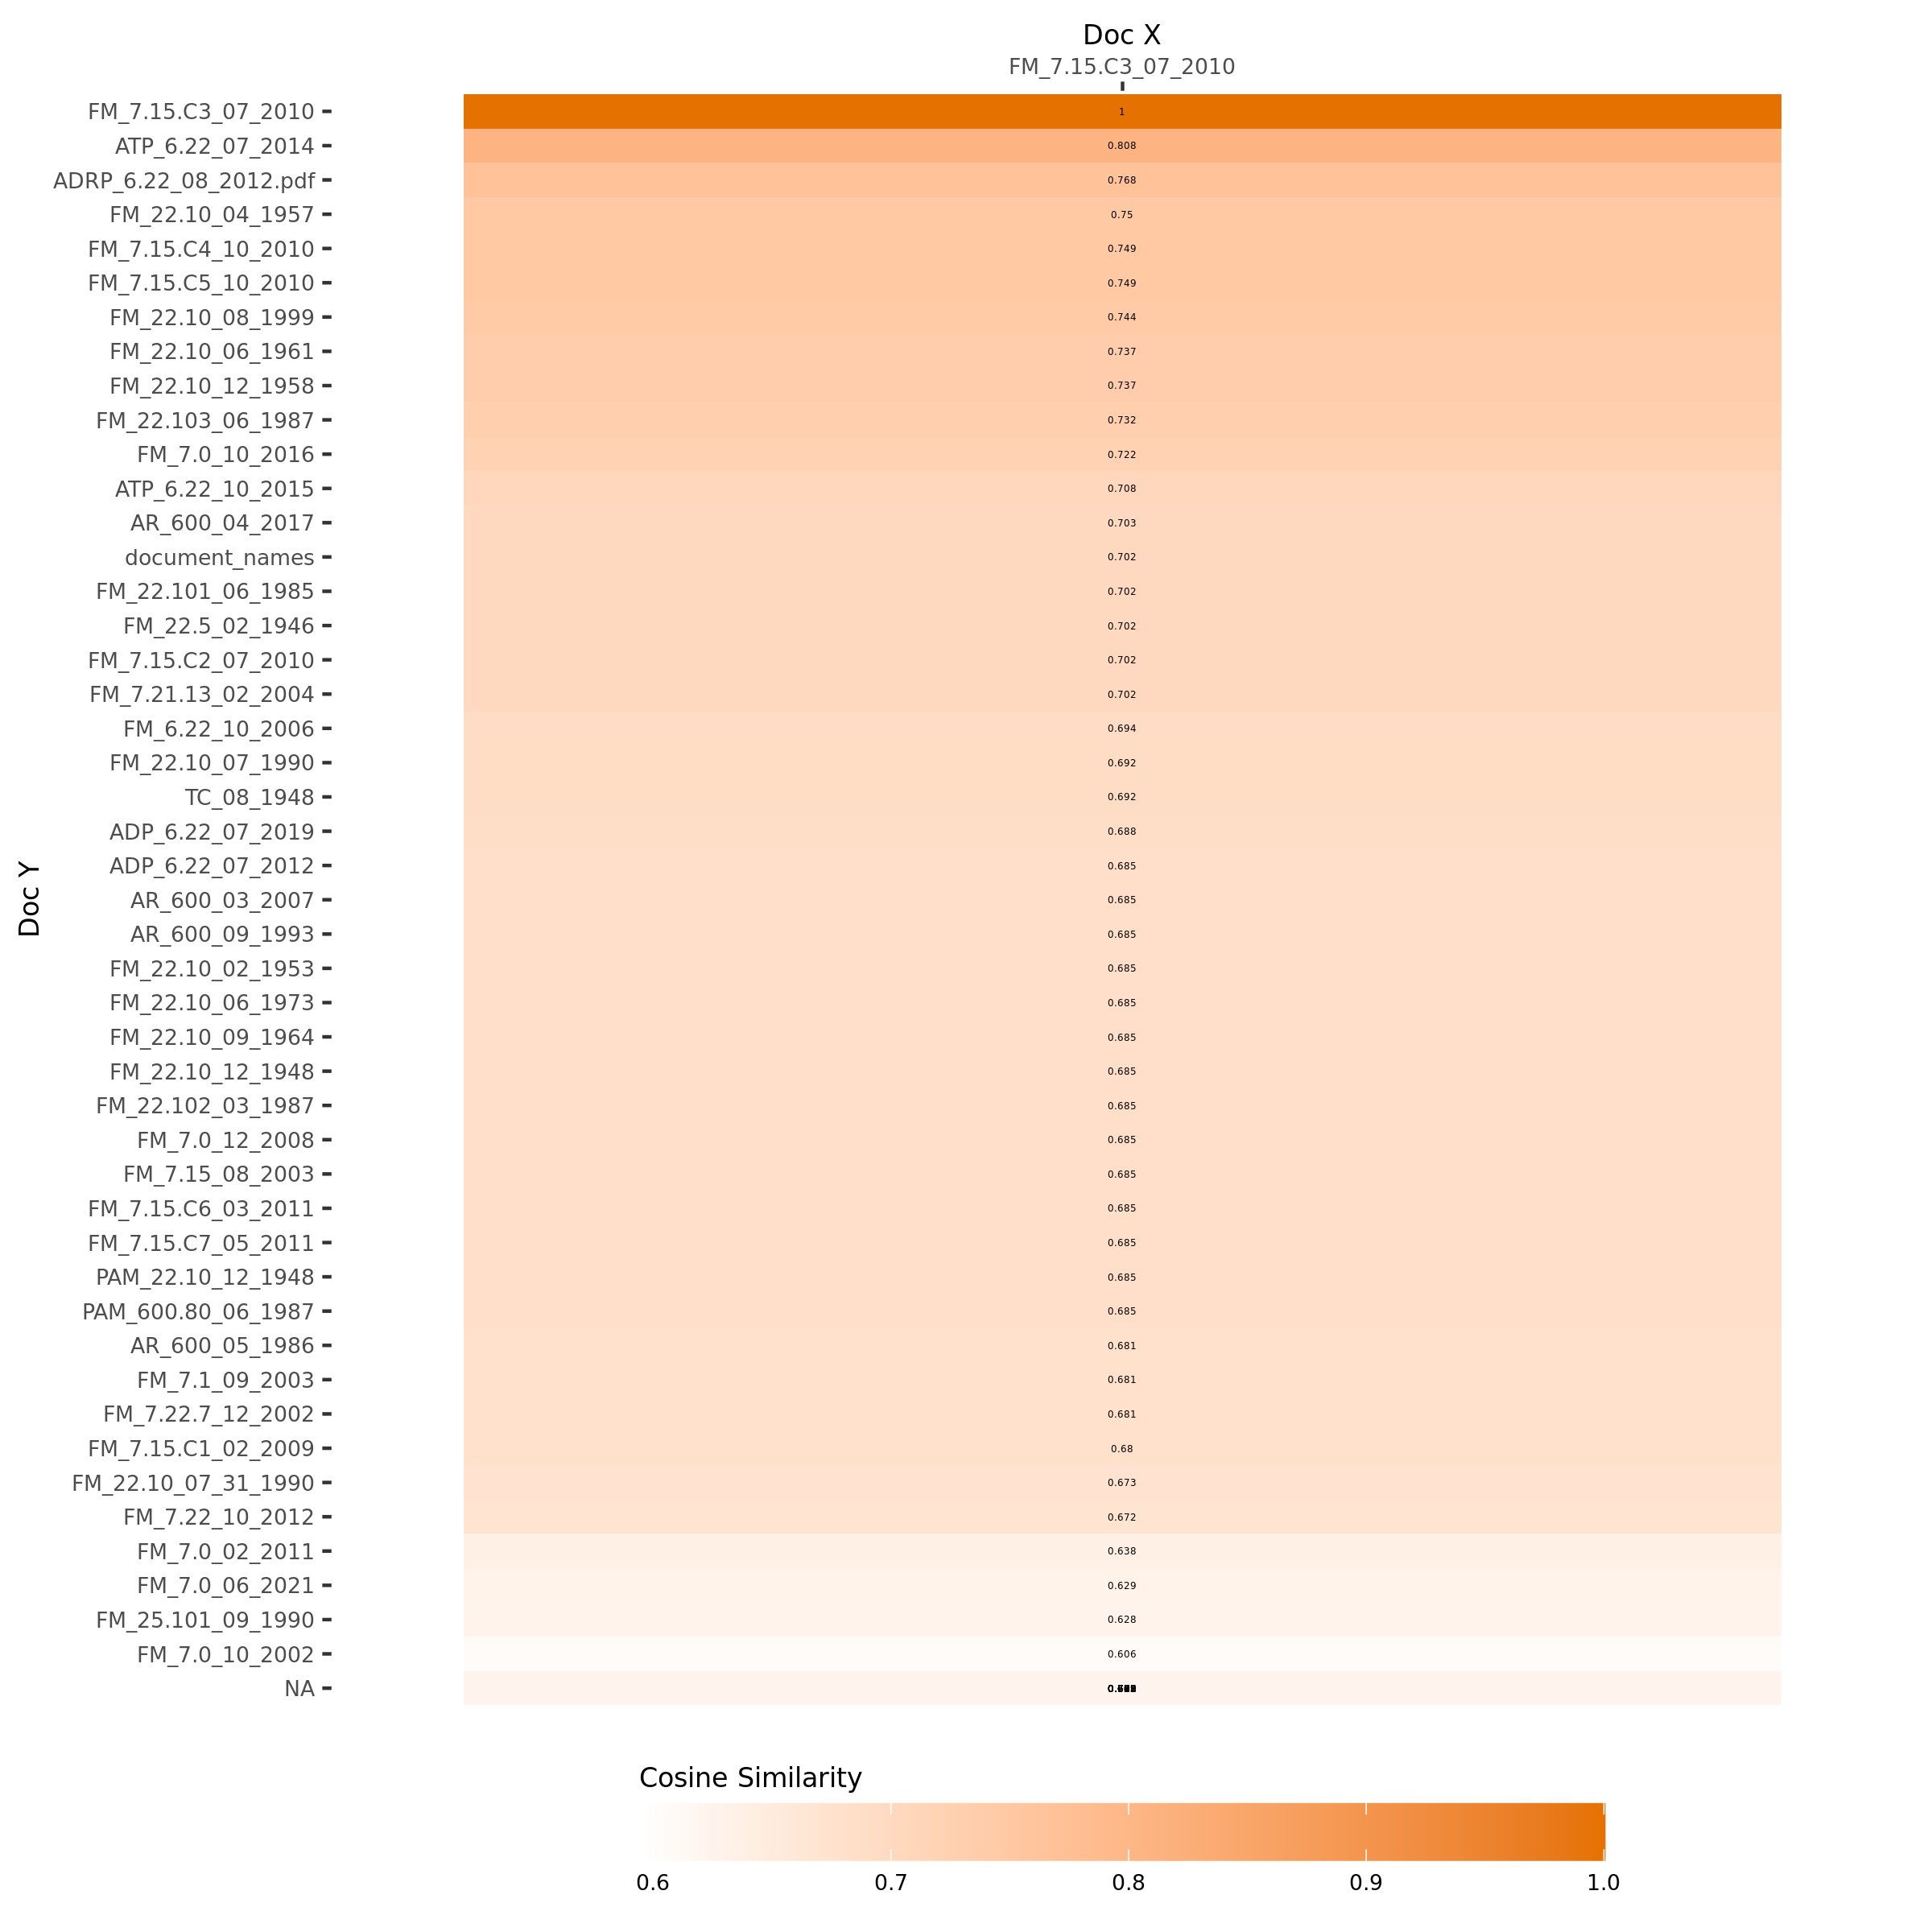 Doc X
FM_7.15.C3_07_2010
FM_7.15.C3_07_2010 1
ATP_6.22_07_2014 0.808
ADRP_6.22_08_2012.pdf 0.768
FM_22.10_04_1957 0.75
FM_7.15.C4_10_2010 0.749
FM_7.15.C5_10_2010 0.749
FM_22.10_08_1999 0.744
FM_22.10_06_1961 0.737
FM_22.10_12_1958 0.737
FM_22.103_06_1987 0.732
FM_7.0_10_2016 0.722
ATP_6.22_10_2015 0.708
AR_600_04_2017 0.703
document_names 0.702
FM_22.101_06_1985 0.702
FM_22.5_02_1946 0.702
FM_7.15.C2_07_2010 0.702
FM_7.21.13_02_2004 0.702
FM_6.22_10_2006 0.694
FM_22.10_07_1990 0.692
TC_08_1948 0.692
ADP_6.22_07_2019 0.688
ADP_6.22_07_2012 0.685
AR_600_03_2007 0.685
AR_600_09_1993 0.685
FM_22.10_02_1953 0.685
FM_22.10_06_1973 0.685
FM_22.10_09_1964 0.685
FM_22.10_12_1948 0.685
FM_22.102_03_1987 0.685
FM_7.0_12_2008 0.685
FM_7.15_08_2003 0.685
FM_7.15.C6_03_2011 0.685
FM_7.15.C7_05_2011 0.685
PAM_22.10_12_1948 0.685
PAM_600.80_06_1987 0.685
AR_600_05_1986 0.681
FM_7.1_09_2003 0.681
FM_7.22.7_12_2002 0.681
FM_7.15.C1_02_2009 0.68
FM_22.10_07_31_1990 0.673
FM_7.22_10_2012 0.672
FM_7.0_02_2011 0.638
FM_7.0_06_2021 0.629
FM_25.101_09_1990 0.628
FM_7.0_10_2002 0.606
NA
Doc Y
Cosine Similarity
0.6 0.7 0.8 0.9 1.0